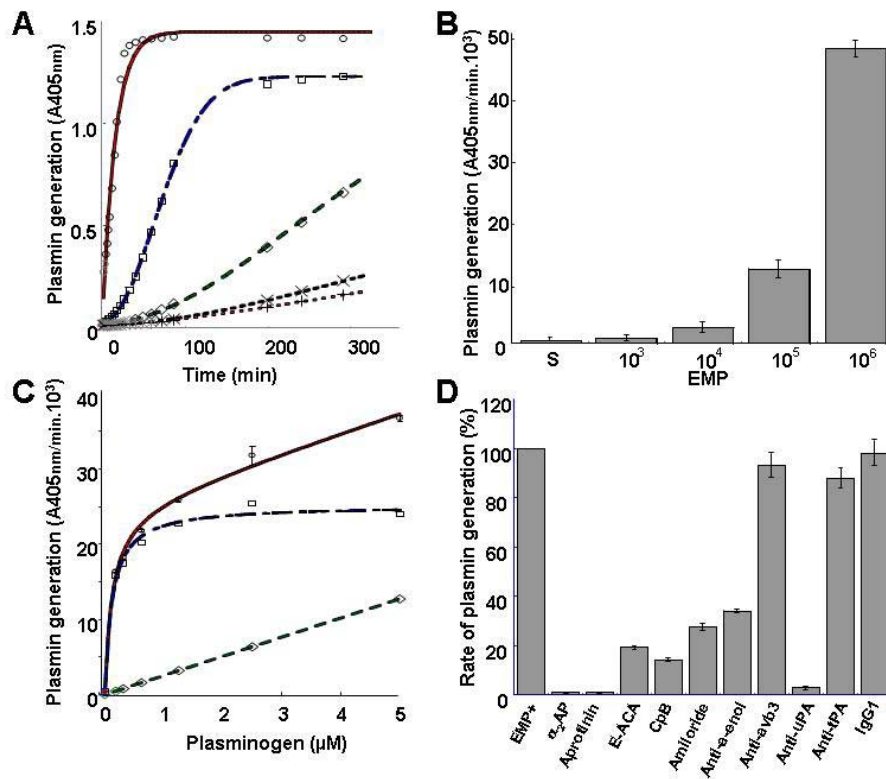 A
Plasmin generation (A405nm)
1.5
1.0
0.5
0
0 100 200 300
Time (min)
B
Plasmin generation (A405nm/min.10³)
50
40
30
20
10
0
S 10³ 10⁴ 10⁵ 10⁶
EMP
C
Plasmin generation (A405nm/min.10³)
40
30
20
10
0
0 1 2 3 4 5
Plasminogen (µM)
D
Rate of plasmin generation (%)
120
100
80
60
40
20
0
EMP+
α₂AP
Aprotinin
E-ACA
CpB
Amiloride
Anti-a-enol
Anti-avb3
Anti-uPA
Anti-tPA
IgG1